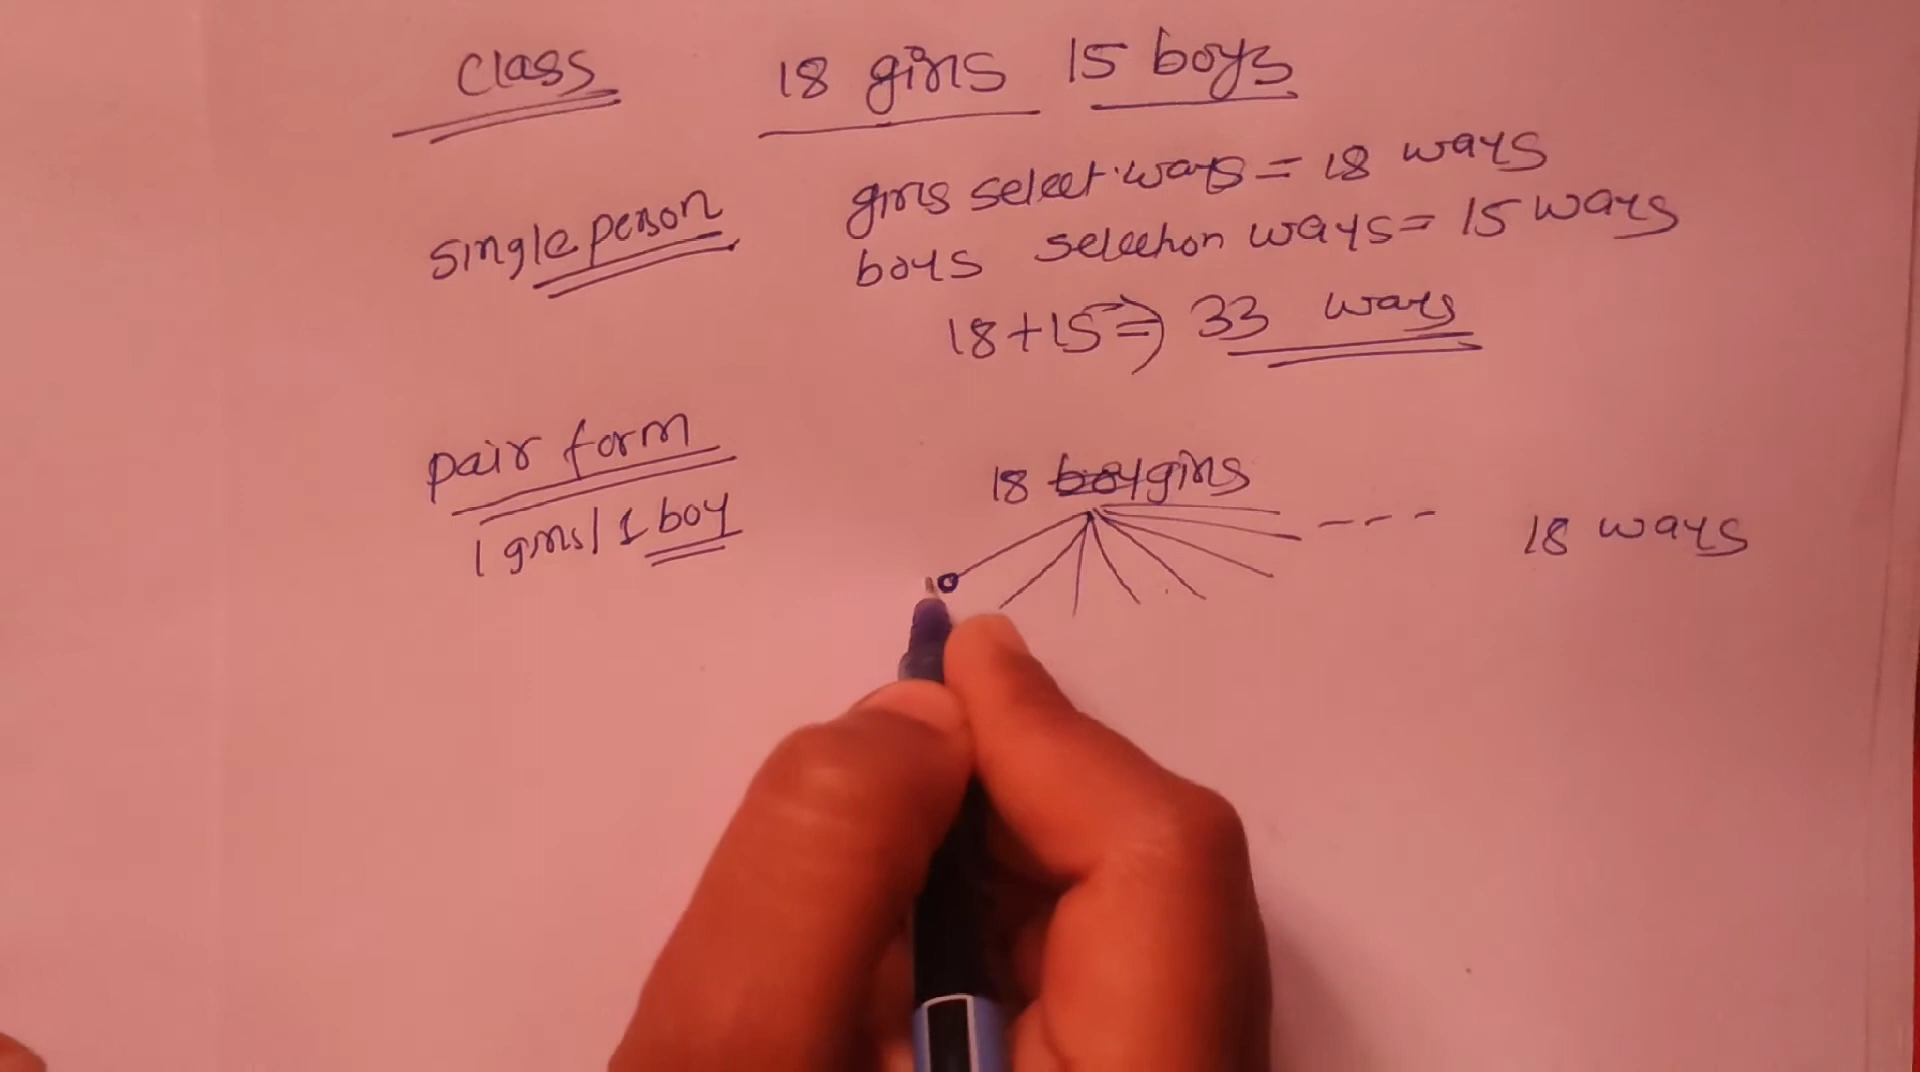 class 18 girls 15 boys
single person
girls select ways = 18 ways
boys selection ways = 15 ways
18+15 ⇒ 33 ways
pair form
1 girls/ 1 boy
18 boy girls
18 ways